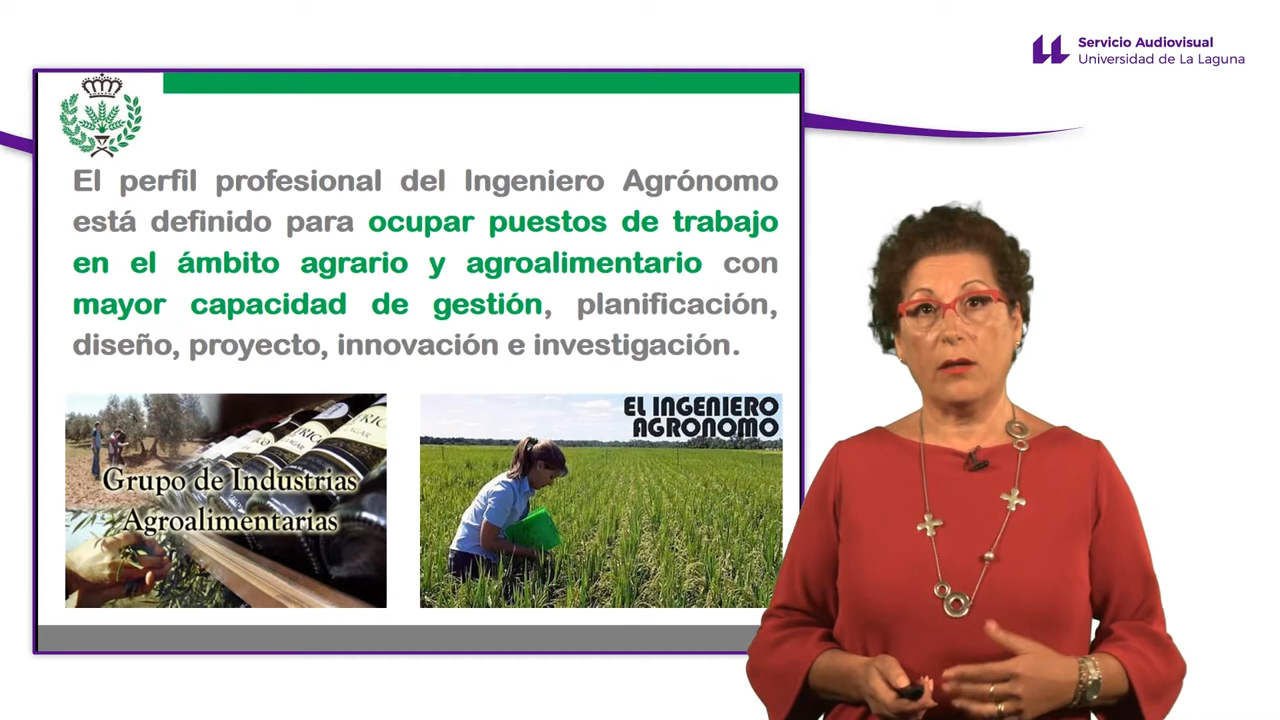 Servicio Audiovisual
Universidad de La Laguna
El perfil profesional del Ingeniero Agrónomo
está definido para ocupar puestos de trabajo
en el ámbito agrario y agroalimentario con
mayor capacidad de gestión, planificación,
diseño, proyecto, innovación e investigación.
Grupo de Industrias
Agroalimentarias
EL INGENIERO
AGRONOMO